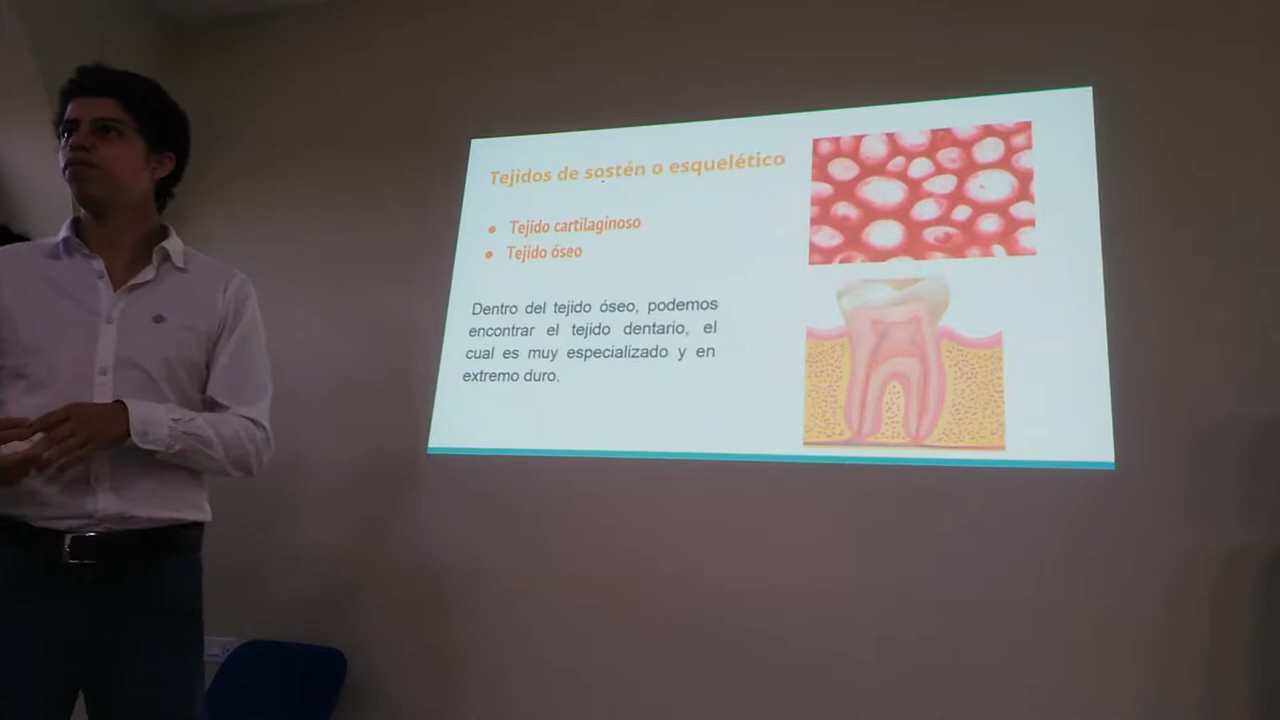 Tejidos de sostén o esquelético
Tejido cartilaginoso
Tejido óseo
Dentro del tejido óseo, podemos
encontrar el tejido dentario, el
cual es muy especializado y en
extremo duro.